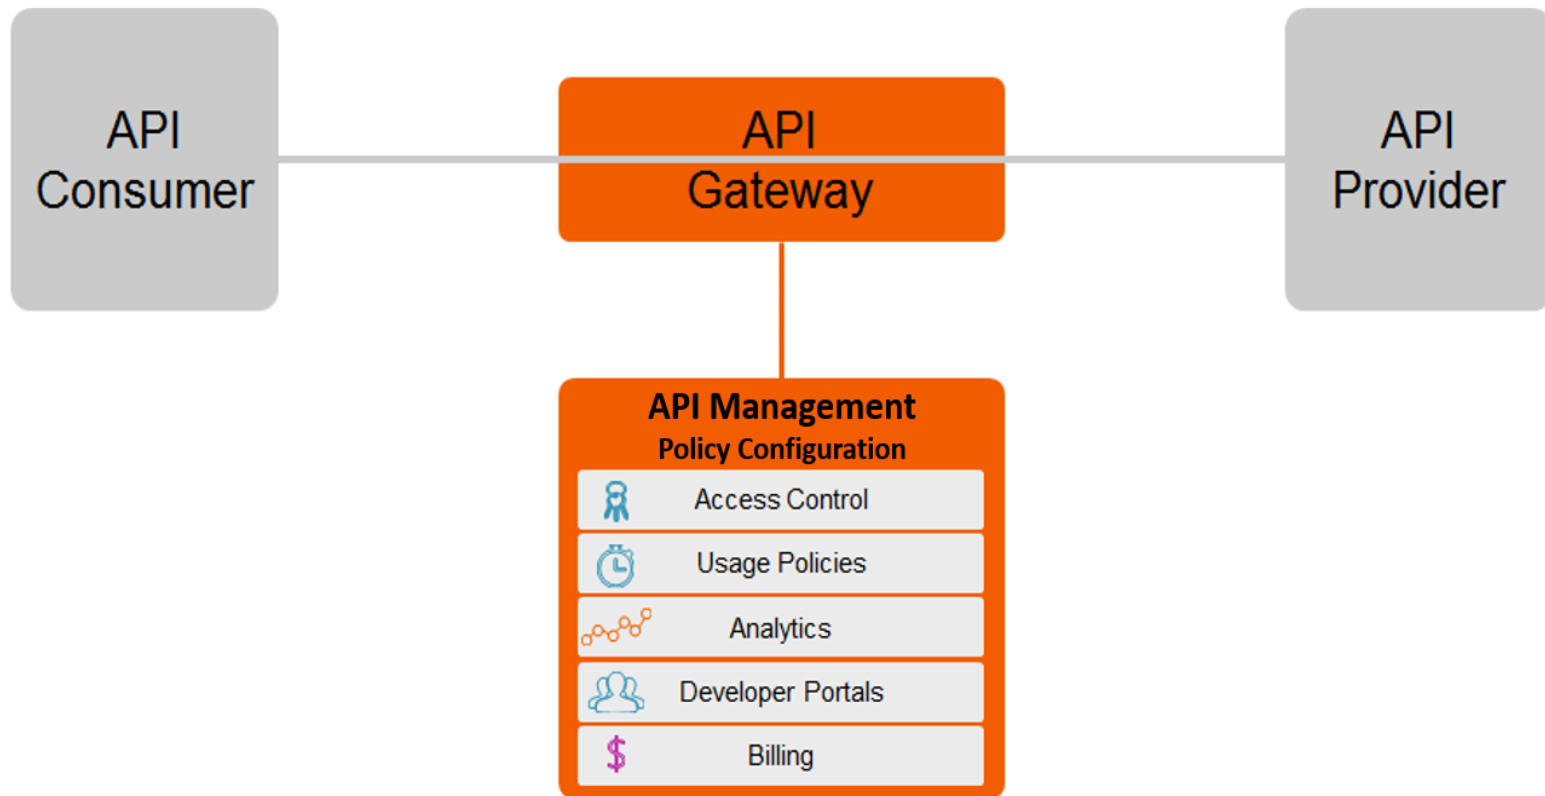 API
Consumer
API
Gateway
API
Provider
API Management
Policy Configuration
Access Control
Usage Policies
Analytics
Developer Portals
$ Billing